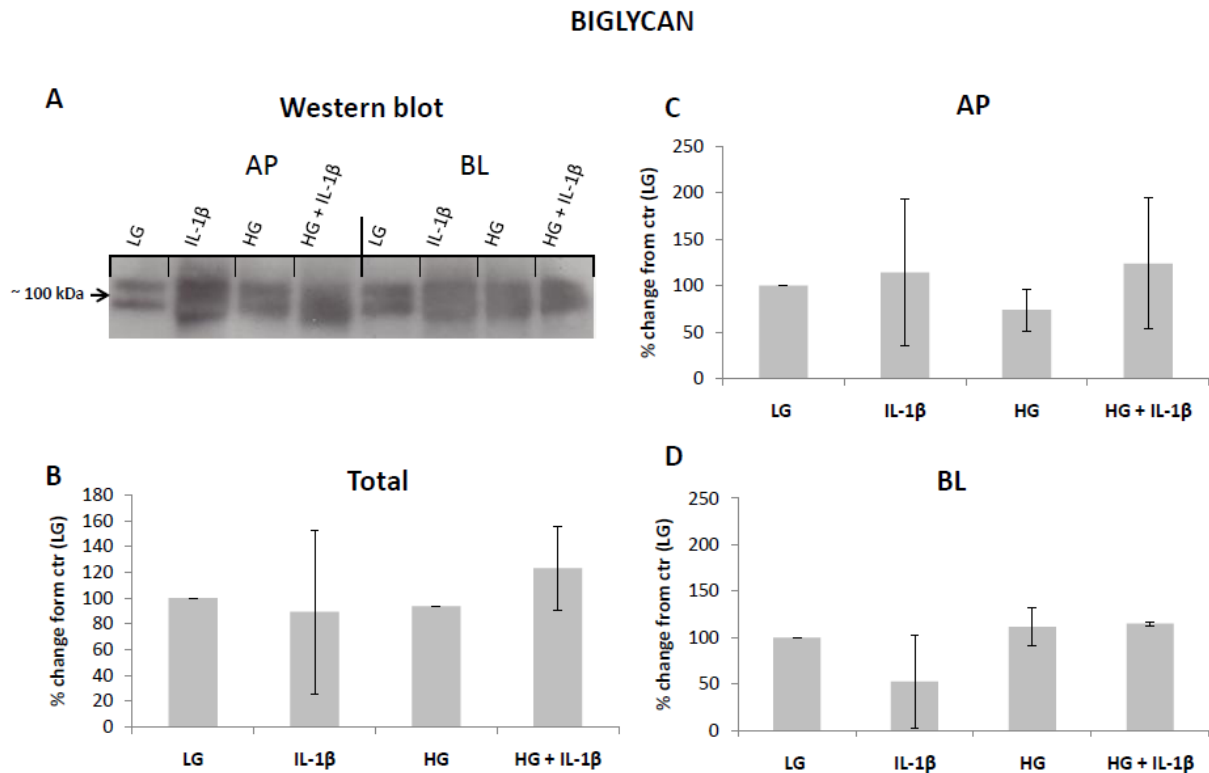 BIGLYCAN
A
Western blot
AP BL
LG IL-1β HG HG + IL-1β LG IL-1β HG HG + IL-1β
~ 100 kDa
B
Total
% change form ctr (LG)
180
160
140
120
100
80
60
40
20
0
LG IL-1β HG HG + IL-1β
C
AP
% change from ctr (LG)
250
200
150
100
50
0
LG IL-1β HG HG + IL-1β
D
BL
% change from ctr (LG)
250
200
150
100
50
0
LG IL-1β HG HG + IL-1β